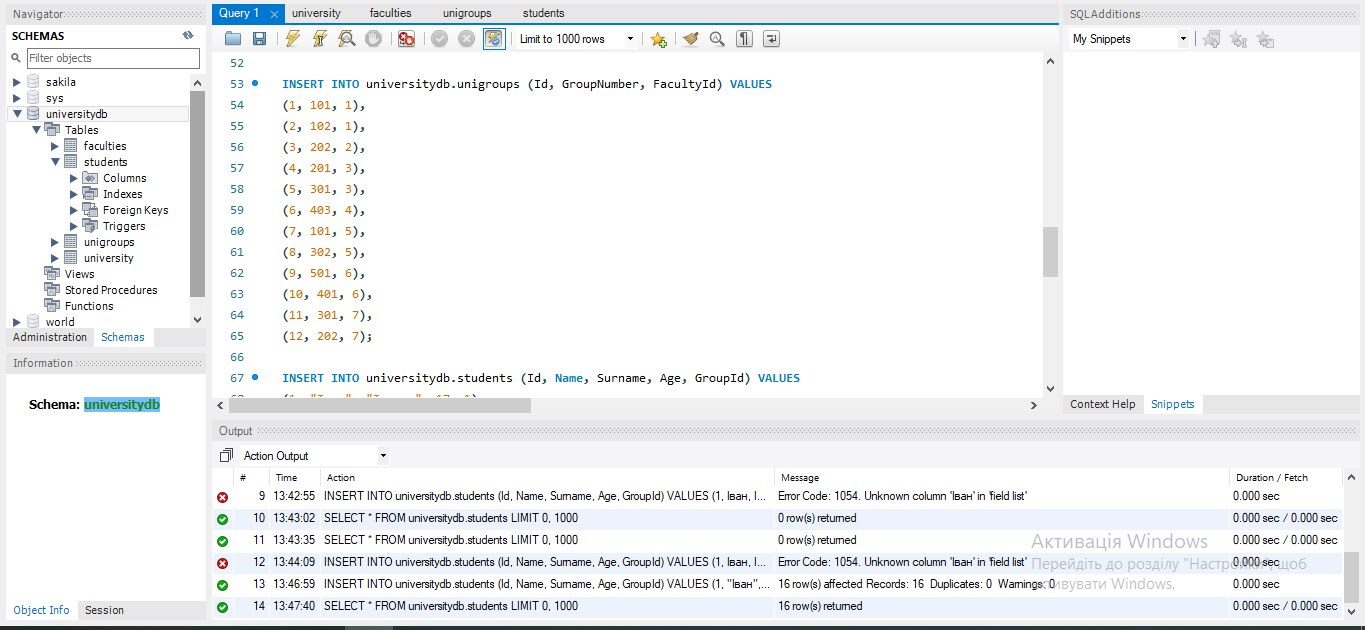 Navigator
SCHEMAS
Filter objects
sakila
sys
universitydb
Tables
faculties
students
Columns
Indexes
Foreign Keys
Triggers
unigroups
university
Views
Stored Procedures
Functions
world
Administration Schemas
Information
Schema: universitydb
Object Info Session
Query 1 university faculties unigroups students
Limit to 1000 rows
52
53 INSERT INTO universitydb.unigroups (Id, GroupNumber, FacultyId) VALUES
54 (1, 101, 1),
55 (2, 102, 1),
56 (3, 202, 2),
57 (4, 201, 3),
58 (5, 301, 3),
59 (6, 403, 4),
60 (7, 101, 5),
61 (8, 302, 5),
62 (9, 501, 6),
63 (10, 401, 6),
64 (11, 301, 7),
65 (12, 202, 7);
66
67 INSERT INTO universitydb.students (Id, Name, Surname, Age, GroupId) VALUES
SQLAdditions
My Snippets
Context Help Snippets
Output
Action Output
# Time Action Message Duration / Fetch
9 13:42:55 INSERT INTO universitydb.students (Id, Name, Surname, Age, GroupId) VALUES (1, Іван, І... Error Code: 1054. Unknown column 'Іван' in 'field list' 0.000 sec
10 13:43:02 SELECT * FROM universitydb.students LIMIT 0, 1000 0 row(s) returned 0.000 sec / 0.000 sec
11 13:43:35 SELECT * FROM universitydb.students LIMIT 0, 1000 0 row(s) returned 0.000 sec / 0.000 sec
12 13:44:09 INSERT INTO universitydb.students (Id, Name, Surname, Age, GroupId) VALUES (1, Іван, І... Error Code: 1054. Unknown column 'Іван' in 'field list' 0.000 sec
13 13:46:59 INSERT INTO universitydb.students (Id, Name, Surname, Age, GroupId) VALUES (1, "Іван",... 16 row(s) affected Records: 16 Duplicates: 0 Warnings: 0 0.000 sec
14 13:47:40 SELECT * FROM universitydb.students LIMIT 0, 1000 16 row(s) returned 0.000 sec / 0.000 sec
Активація Windows
Перейдіть до розділу "Настройки", щоб
активувати Windows.